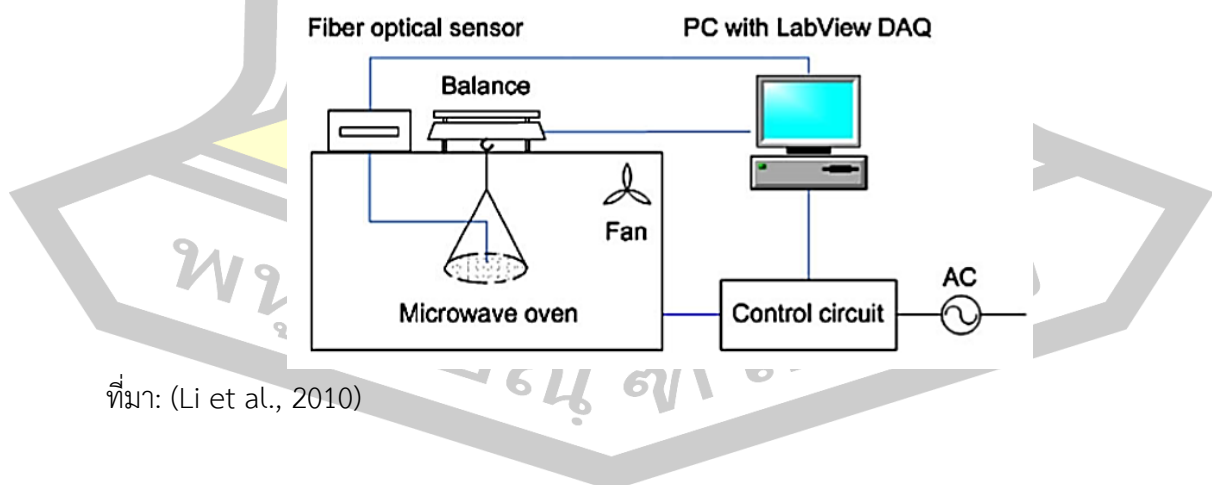 Fiber optical sensor PC with LabView DAQ
Balance
Fan
Microwave oven
Control circuit
AC
ที่มา: (Li et al., 2010)